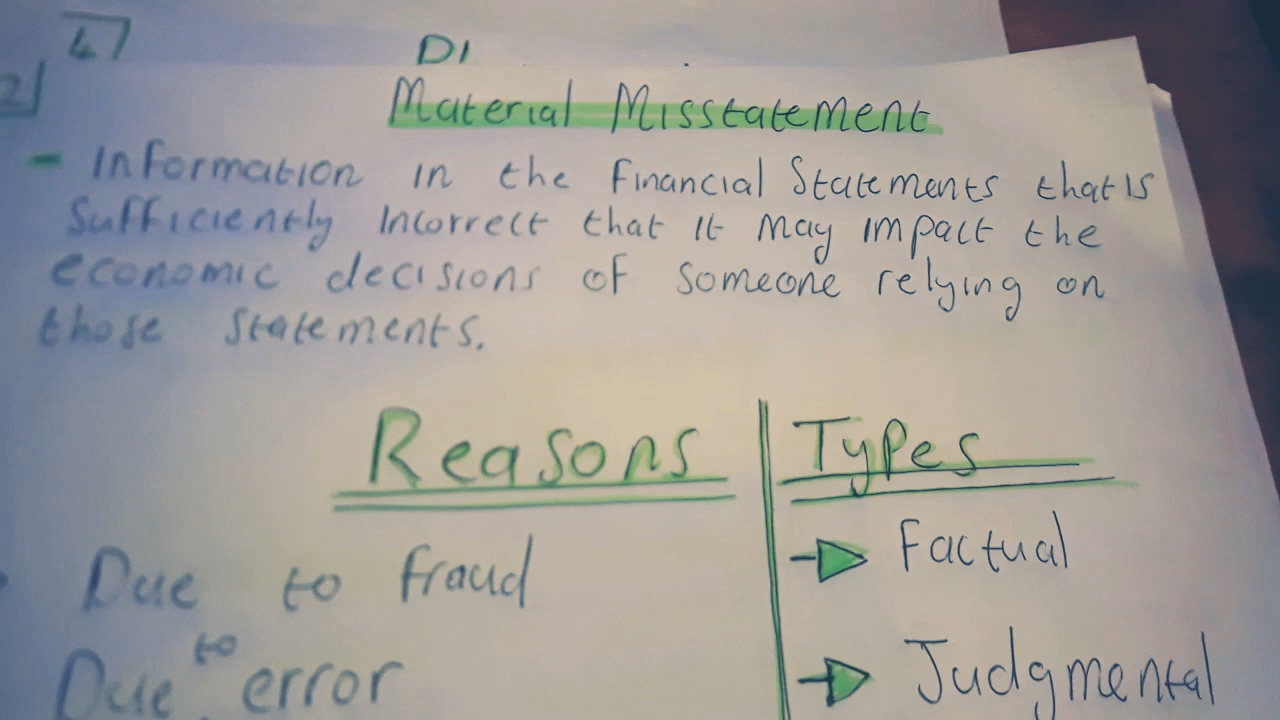 47
2
D1
Material Misstatement
- Information in the financial Statements that is
Sufficiently Incorrect that it may impact the
economic decisions of someone relying on
those Statements.
Reasons
Types
Due to fraud
Factual
Due to error
Judgmental